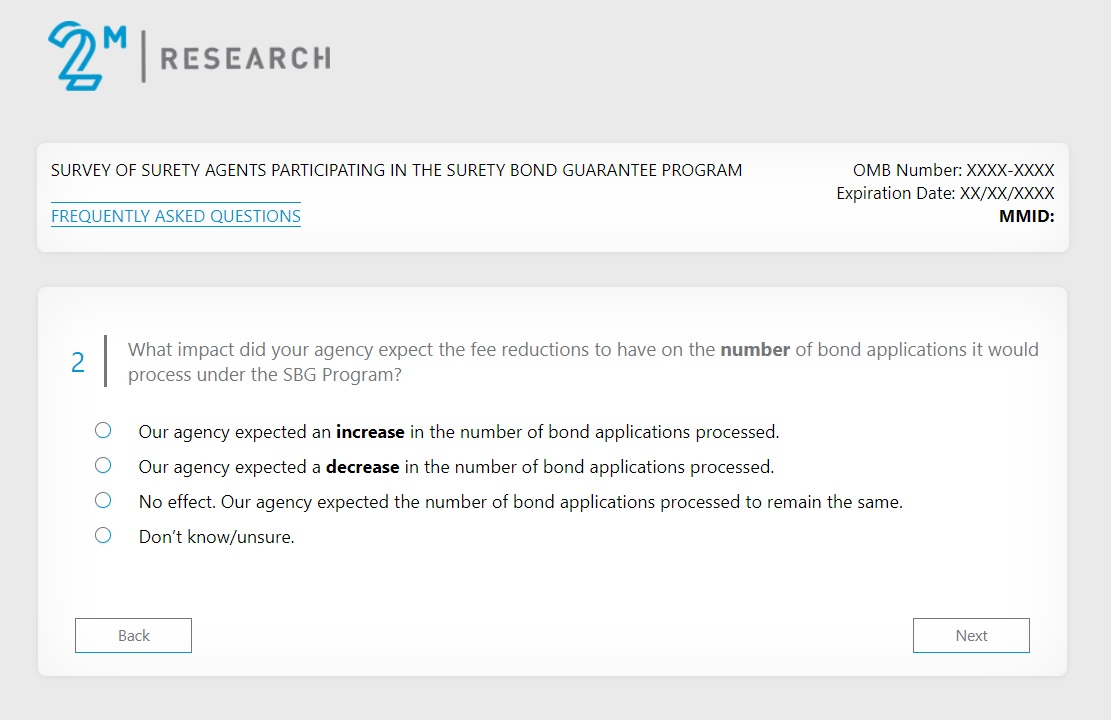 2M | RESEARCH
SURVEY OF SURETY AGENTS PARTICIPATING IN THE SURETY BOND GUARANTEE PROGRAM
OMB Number: XXXX-XXXX
Expiration Date: XX/XX/XXXX
FREQUENTLY ASKED QUESTIONS
MMID:
2
What impact did your agency expect the fee reductions to have on the number of bond applications it would
process under the SBG Program?
Our agency expected an increase in the number of bond applications processed.
Our agency expected a decrease in the number of bond applications processed.
No effect. Our agency expected the number of bond applications processed to remain the same.
Don’t know/unsure.
Back
Next